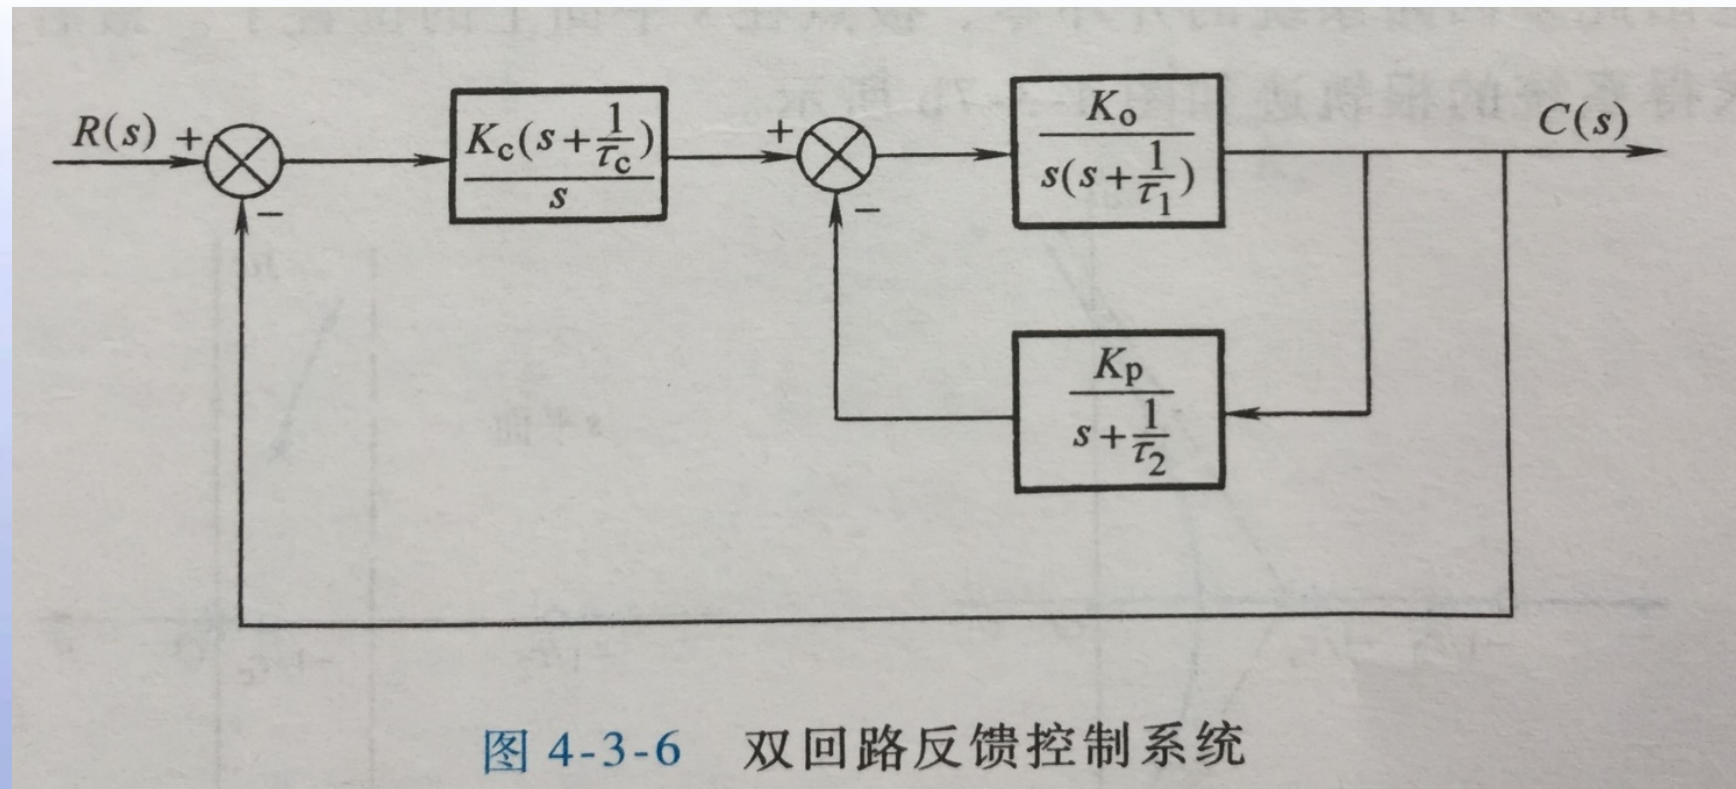 R(s) + K_c(s+1/τ_c)/s + K_o/s(s+1/τ_1) C(s)
− −
K_p/s+1/τ_2
图 4-3-6 双回路反馈控制系统